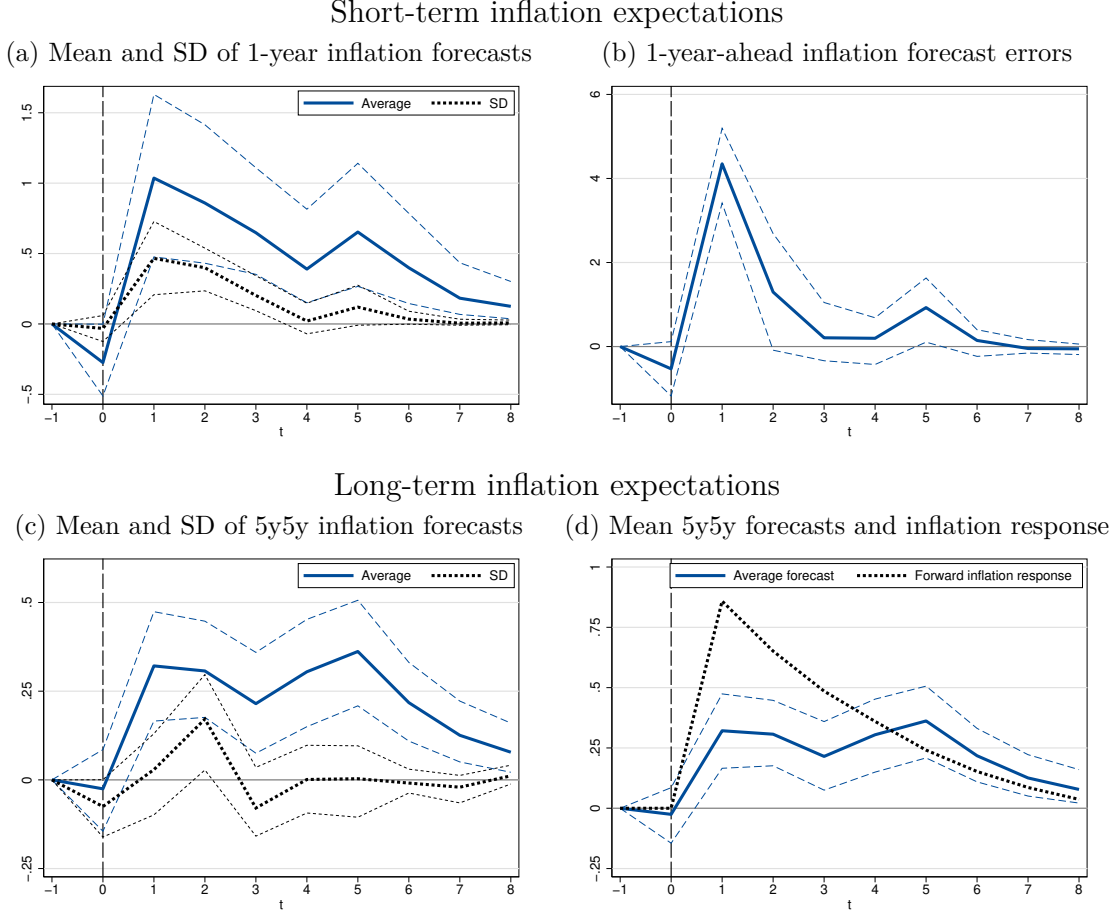 Short-term inflation expectations
(a) Mean and SD of 1-year inflation forecasts
(b) 1-year-ahead inflation forecast errors
Average
SD
1.5
1
.5
0
-.5
-1 0 1 2 3 4 5 6 7 8
t
6
4
2
0
-1 0 1 2 3 4 5 6 7 8
t
Long-term inflation expectations
(c) Mean and SD of 5y5y inflation forecasts
(d) Mean 5y5y forecasts and inflation response
Average
SD
.5
.25
0
-.25
-1 0 1 2 3 4 5 6 7 8
t
Average forecast
Forward inflation response
1
.75
.5
.25
0
-.25
-1 0 1 2 3 4 5 6 7 8
t